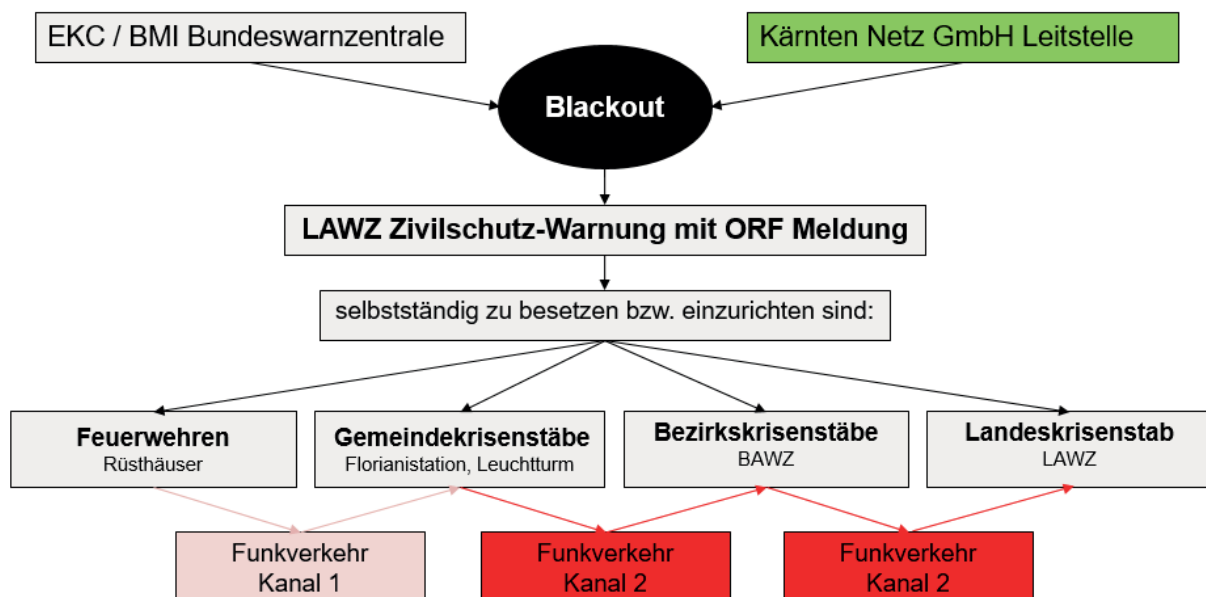 EKC / BMI Bundeswarnzentrale
Kärnten Netz GmbH Leitstelle
Blackout
LAWZ Zivilschutz-Warnung mit ORF Meldung
selbstständig zu besetzen bzw. einzurichten sind:
Feuerwehren
Rüsthäuser
Gemeindekrisenstäbe
Florianistation, Leuchtturm
Bezirkskrisenstäbe
BAWZ
Landeskrisenstab
LAWZ
Funkverkehr
Kanal 1
Funkverkehr
Kanal 2
Funkverkehr
Kanal 2